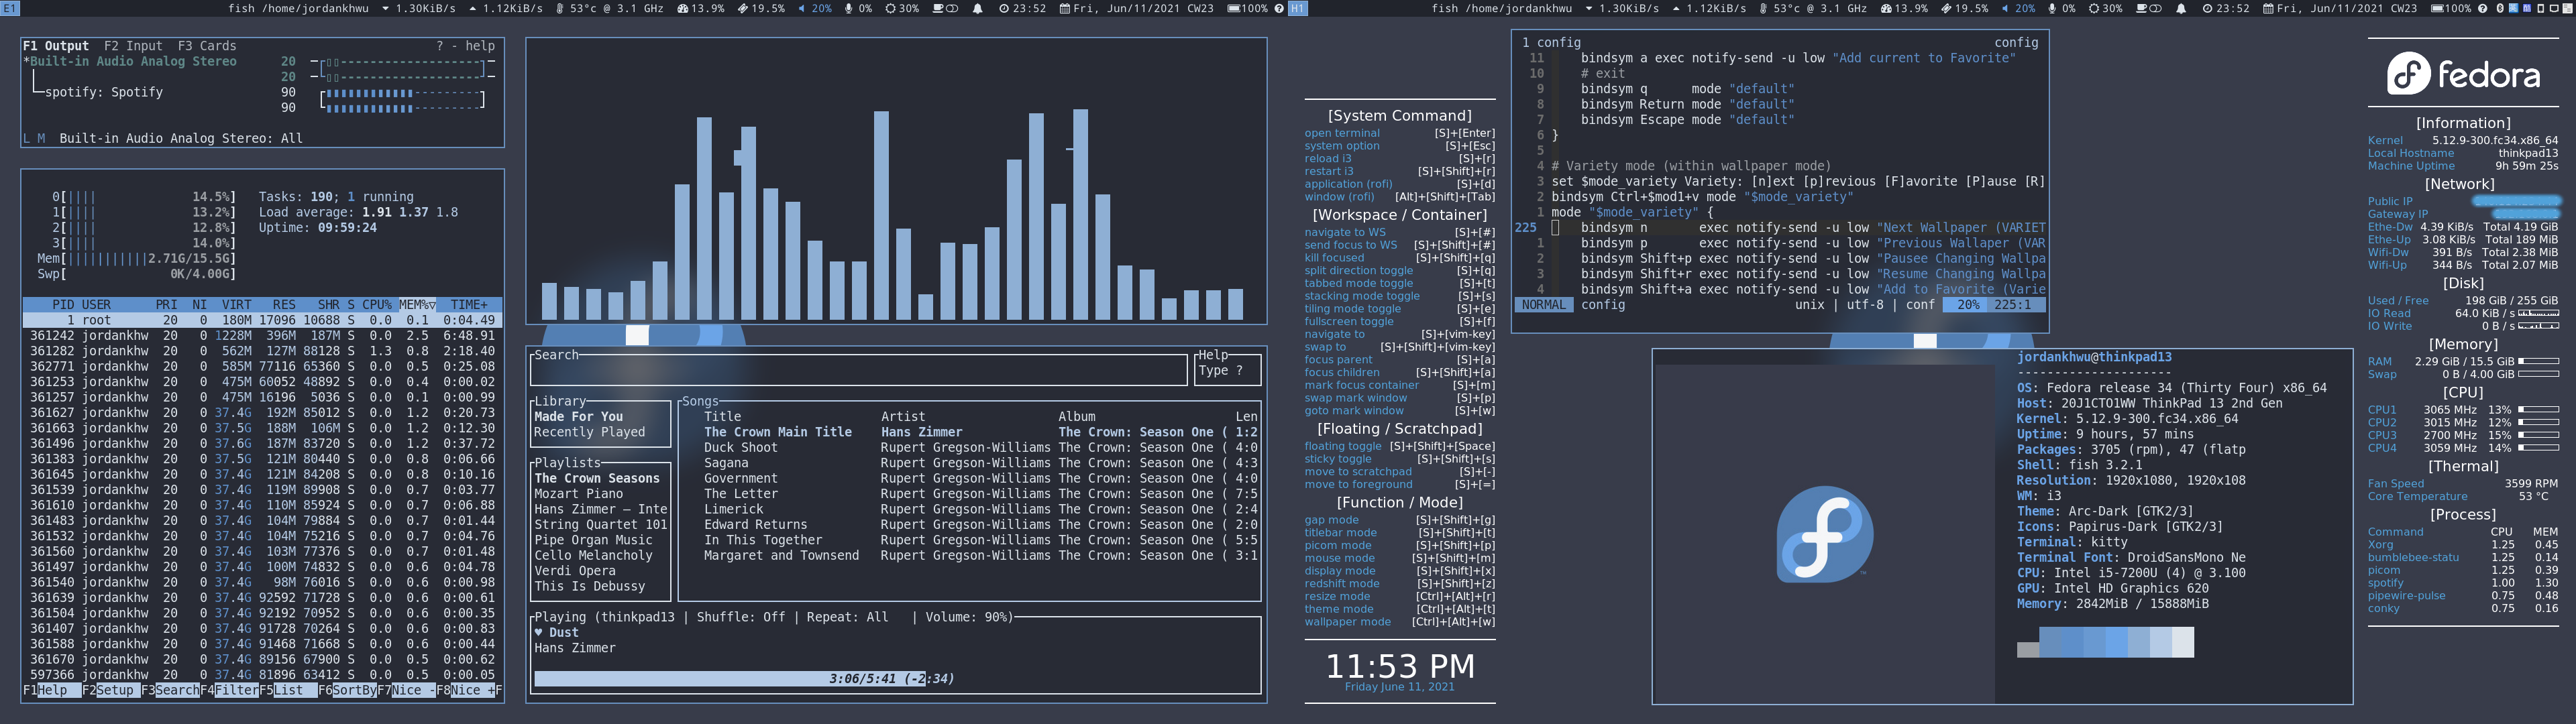 E1 fish /home/jordankhwu 1.30KiB/s 1.12KiB/s 53°c @ 3.1 GHz 13.9% 19.5% 20% 0% 30% 23:52 Fri, Jun/11/2021 CW23 100%
H1 fish /home/jordankhwu 1.30KiB/s 1.12KiB/s 53°c @ 3.1 GHz 13.9% 19.5% 20% 0% 30% 23:52 Fri, Jun/11/2021 CW23 100%
F1 Output F2 Input F3 Cards ? - help
*Built-in Audio Analog Stereo 20
20
spotify: Spotify 90
90
L M Built-in Audio Analog Stereo: All
0[|||| 14.5%] Tasks: 190; 1 running
1[|||| 13.2%] Load average: 1.91 1.37 1.8
2[|||| 12.8%] Uptime: 09:59:24
3[|||| 14.0%]
Mem[|||||||||||2.71G/15.5G]
Swp[ 0K/4.00G]
PID USER PRI NI VIRT RES SHR S CPU% MEM%▽ TIME+
1 root 20 0 180M 17096 10688 S 0.0 0.1 0:04.49
361242 jordankhw 20 0 1228M 396M 187M S 0.0 2.5 6:48.91
361282 jordankhw 20 0 562M 127M 88128 S 1.3 0.8 2:18.40
362771 jordankhw 20 0 585M 77116 65360 S 0.0 0.5 0:25.08
361253 jordankhw 20 0 475M 60052 48892 S 0.0 0.4 0:00.02
361257 jordankhw 20 0 475M 16196 5036 S 0.0 0.1 0:00.99
361627 jordankhw 20 0 37.4G 192M 85012 S 0.0 1.2 0:20.73
361663 jordankhw 20 0 37.5G 188M 106M S 0.0 1.2 0:12.30
361496 jordankhw 20 0 37.6G 187M 83720 S 0.0 1.2 0:37.72
361383 jordankhw 20 0 37.5G 121M 80440 S 0.0 0.8 0:06.66
361645 jordankhw 20 0 37.4G 121M 84208 S 0.0 0.8 0:10.16
361539 jordankhw 20 0 37.4G 119M 89908 S 0.0 0.7 0:03.77
361610 jordankhw 20 0 37.4G 110M 85924 S 0.0 0.7 0:06.88
361483 jordankhw 20 0 37.4G 104M 79884 S 0.0 0.7 0:01.44
361532 jordankhw 20 0 37.4G 104M 75216 S 0.0 0.7 0:04.76
361560 jordankhw 20 0 37.4G 103M 77376 S 0.0 0.7 0:01.48
361497 jordankhw 20 0 37.4G 100M 74832 S 0.0 0.6 0:04.78
361540 jordankhw 20 0 37.4G 98M 76016 S 0.0 0.6 0:00.98
361639 jordankhw 20 0 37.4G 92592 71728 S 0.0 0.6 0:00.61
361504 jordankhw 20 0 37.4G 92192 70952 S 0.0 0.6 0:00.35
361407 jordankhw 20 0 37.4G 91728 70264 S 0.0 0.6 0:00.83
361588 jordankhw 20 0 37.4G 91468 71668 S 0.0 0.6 0:00.44
361670 jordankhw 20 0 37.4G 89156 67900 S 0.0 0.5 0:00.62
597366 jordankhw 20 0 37.4G 81896 63412 S 0.0 0.5 0:00.05
F1Help F2Setup F3SearchF4FilterF5List F6SortByF7Nice -F8Nice +F
Search
Help
Type ?
Library
Made For You
Recently Played
Playlists
The Crown Seasons
Mozart Piano
Hans Zimmer – Inte
String Quartet 101
Pipe Organ Music
Cello Melancholy
Verdi Opera
This Is Debussy
Songs
Title Artist Album Len
The Crown Main Title Hans Zimmer The Crown: Season One ( 1:2
Duck Shoot Rupert Gregson-Williams The Crown: Season One ( 4:0
Sagana Rupert Gregson-Williams The Crown: Season One ( 4:3
Government Rupert Gregson-Williams The Crown: Season One ( 4:0
The Letter Rupert Gregson-Williams The Crown: Season One ( 7:5
Limerick Rupert Gregson-Williams The Crown: Season One ( 2:4
Edward Returns Rupert Gregson-Williams The Crown: Season One ( 2:0
In This Together Rupert Gregson-Williams The Crown: Season One ( 5:5
Margaret and Townsend Rupert Gregson-Williams The Crown: Season One ( 3:1
Playing (thinkpad13 | Shuffle: Off | Repeat: All | Volume: 90%)
♥ Dust
Hans Zimmer
3:06/5:41 (-2:34)
[System Command]
open terminal [S]+[Enter]
system option [S]+[Esc]
reload i3 [S]+[r]
restart i3 [S]+[Shift]+[r]
application (rofi) [S]+[d]
window (rofi) [Alt]+[Shift]+[Tab]
[Workspace / Container]
navigate to WS [S]+[#]
send focus to WS [S]+[Shift]+[#]
kill focused [S]+[Shift]+[q]
split direction toggle [S]+[q]
tabbed mode toggle [S]+[t]
stacking mode toggle [S]+[s]
tiling mode toggle [S]+[e]
fullscreen toggle [S]+[f]
navigate to [S]+[vim-key]
swap to [S]+[Shift]+[vim-key]
focus parent [S]+[a]
focus children [S]+[Shift]+[a]
mark focus container [S]+[m]
swap mark window [S]+[p]
goto mark window [S]+[w]
[Floating / Scratchpad]
floating toggle [S]+[Shift]+[Space]
sticky toggle [S]+[Shift]+[s]
move to scratchpad [S]+[-]
move to foreground [S]+[=]
[Function / Mode]
gap mode [S]+[Shift]+[g]
titlebar mode [S]+[Shift]+[t]
picom mode [S]+[Shift]+[p]
mouse mode [S]+[Shift]+[m]
display mode [S]+[Shift]+[x]
redshift mode [S]+[Shift]+[z]
resize mode [Ctrl]+[Alt]+[r]
theme mode [Ctrl]+[Alt]+[t]
wallpaper mode [Ctrl]+[Alt]+[w]
11:53 PM
Friday June 11, 2021
1 config config
11 bindsym a exec notify-send -u low "Add current to Favorite"
10 # exit
9 bindsym q mode "default"
8 bindsym Return mode "default"
7 bindsym Escape mode "default"
6 }
5
4 # Variety mode (within wallpaper mode)
3 set $mode_variety Variety: [n]ext [p]revious [F]avorite [P]ause [R]
2 bindsym Ctrl+$mod1+v mode "$mode_variety"
1 mode "$mode_variety" {
225 bindsym n exec notify-send -u low "Next Wallpaper (VARIET
1 bindsym p exec notify-send -u low "Previous Wallaper (VAR
2 bindsym Shift+p exec notify-send -u low "Pausee Changing Wallpa
3 bindsym Shift+r exec notify-send -u low "Resume Changing Wallpa
4 bindsym Shift+a exec notify-send -u low "Add to Favorite (Varie
NORMAL config unix | utf-8 | conf 20% 225:1
jordankhwu@thinkpad13
---------------------
OS: Fedora release 34 (Thirty Four) x86_64
Host: 20J1CTO1WW ThinkPad 13 2nd Gen
Kernel: 5.12.9-300.fc34.x86_64
Uptime: 9 hours, 57 mins
Packages: 3705 (rpm), 47 (flatp
Shell: fish 3.2.1
Resolution: 1920x1080, 1920x108
WM: i3
Theme: Arc-Dark [GTK2/3]
Icons: Papirus-Dark [GTK2/3]
Terminal: kitty
Terminal Font: DroidSansMono Ne
CPU: Intel i5-7200U (4) @ 3.100
GPU: Intel HD Graphics 620
Memory: 2842MiB / 15888MiB
fedora
[Information]
Kernel 5.12.9-300.fc34.x86_64
Local Hostname thinkpad13
Machine Uptime 9h 59m 25s
[Network]
Public IP
Gateway IP
Ethe-Dw 4.39 KiB/s Total 4.19 GiB
Ethe-Up 3.08 KiB/s Total 189 MiB
Wifi-Dw 391 B/s Total 2.38 MiB
Wifi-Up 344 B/s Total 2.07 MiB
[Disk]
Used / Free 198 GiB / 255 GiB
IO Read 64.0 KiB / s
IO Write 0 B / s
[Memory]
RAM 2.29 GiB / 15.5 GiB
Swap 0 B / 4.00 GiB
[CPU]
CPU1 3065 MHz 13%
CPU2 3015 MHz 12%
CPU3 2700 MHz 15%
CPU4 3059 MHz 14%
[Thermal]
Fan Speed 3599 RPM
Core Temperature 53 °C
[Process]
Command CPU MEM
Xorg 1.25 0.45
bumblebee-statu 1.25 0.14
picom 1.25 0.39
spotify 1.00 1.30
pipewire-pulse 0.75 0.48
conky 0.75 0.16